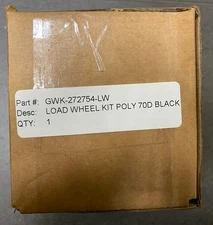 Part #: GWK-272754-LW
Desc: LOAD WHEEL KIT POLY 70D BLACK
QTY: 1